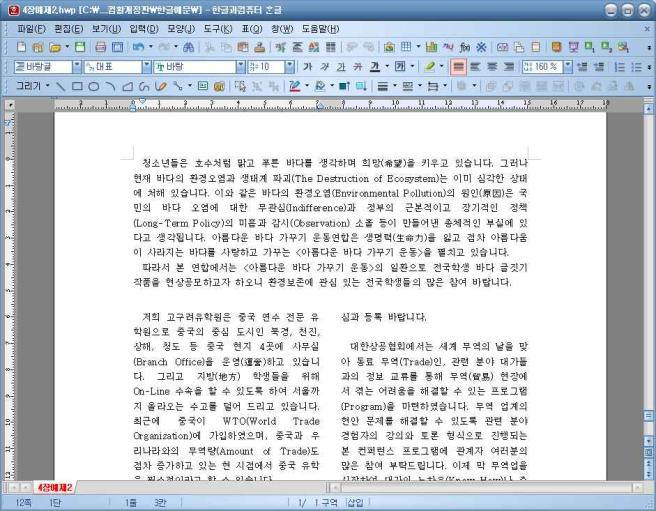 4장예제2.hwp [C:\...컴활개정판\한글예문\] - 한글과컴퓨터 한글
파일(F) 편집(E) 보기(U) 입력(D) 모양(J) 도구(K) 표(Q) 창(W) 도움말(H)
바탕글 대표 바탕 10 160 %
그리기
청소년들은 호수처럼 맑고 푸른 바다를 생각하며 희망(希望)을 키우고 있습니다. 그러나
현재 바다의 환경오염과 생태계 파괴(The Destruction of Ecosystem)는 이미 심각한 상태
에 처해 있습니다. 이와 같은 바다의 환경오염(Environmental Pollution)의 원인(原因)은 국
민의 바다 오염에 대한 무관심(Indifference)과 정부의 근본적이고 장기적인 정책
(Long-Term Policy)의 미흡과 감시(Observation) 소홀 등이 만들어낸 총체적인 부실에 있
다고 생각됩니다. 아름다운 바다 가꾸기 운동연합은 생명력(生命力)을 잃고 점차 아름다움
이 사라지는 바다를 사랑하고 가꾸는 <아름다운 바다 가꾸기 운동>을 펼치고 있습니다.
따라서 본 연합에서는 <아름다운 바다 가꾸기 운동>의 일환으로 전국학생 바다 글짓기
작품을 현상공모하고자 하오니 환경보존에 관심 있는 전국학생들의 많은 참여 바랍니다.
저희 고구려유학원은 중국 연수 전문 유
학원으로 중국의 중심 도시인 북경, 천진,
상해, 청도 등 중국 현지 4곳에 사무실
(Branch Office)을 운영(運營)하고 있습니
다. 그리고 지방(地方) 학생들을 위해
On-Line 수속을 할 수 있도록 하여 서울까
지 올라오는 수고를 덜어 드리고 있습니다.
최근에 중국이 WTO(World Trade
Organization)에 가입하였으며, 중국과 우
리나라와의 무역량(Amount of Trade)도
점차 증가하고 있는 현 시점에서 중국 유학
은 필수적이라고 할 수 있습니다.
심과 등록 바랍니다.
대한상공협회에서는 세계 무역의 날을 맞
아 동료 무역(Trade)인, 관련 분야 대가들
과의 정보 교류를 통해 무역(貿易) 현장에
서 겪는 어려움을 해결할 수 있는 프로그램
(Program)을 마련하였습니다. 무역 업계의
현안 문제를 해결할 수 있도록 관련 분야
경험자의 강의와 토론 형식으로 진행되는
본 컨퍼런스 프로그램에 관계자 여러분의
많은 참여 부탁드립니다. 이제 막 무역업을
시작하여 대가의 노하우(Know-How)나 축
4장예제2
12쪽 1단 1줄 3칸 1/ 1 구역 삽입